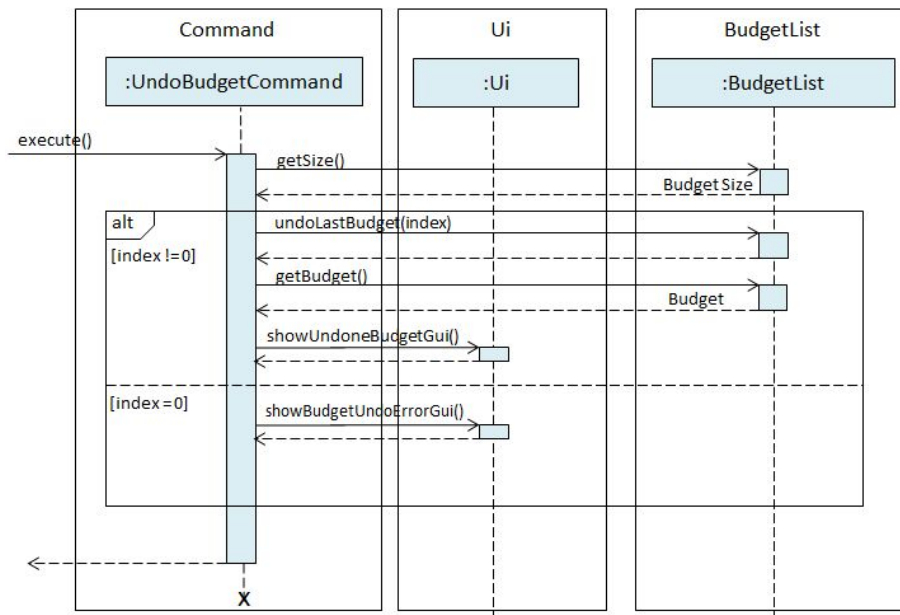 Command
Ui
BudgetList
:UndoBudgetCommand
:Ui
:BudgetList
execute()
getSize()
Budget Size
alt
undoLastBudget(index)
[index !=0]
getBudget()
Budget
showUndoneBudgetGui()
[index =0]
showBudgetUndoErrorGui()
X